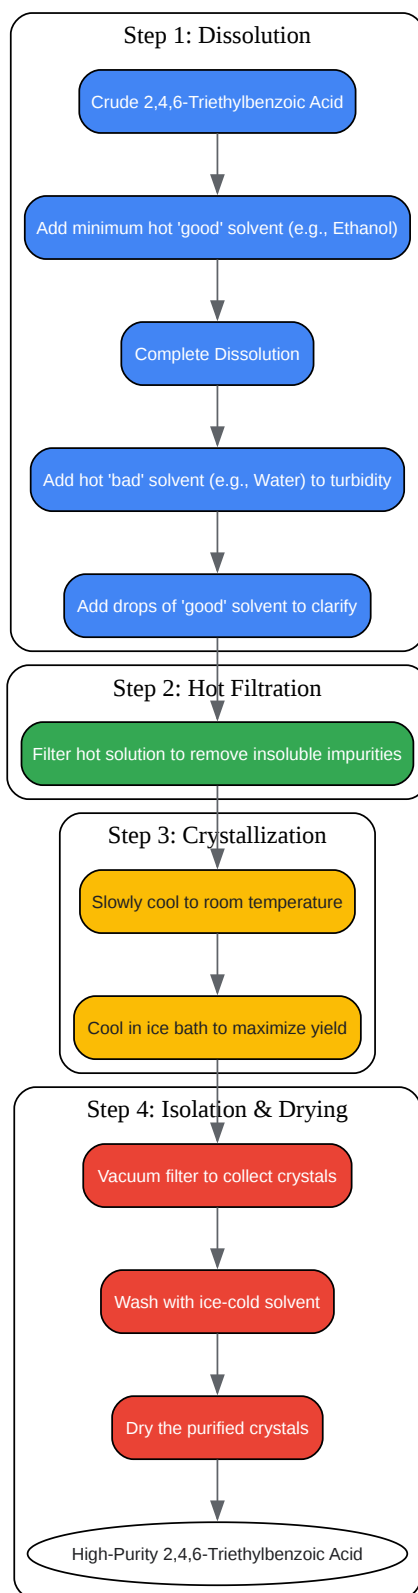 Step 1: Dissolution
Crude 2,4,6-Triethylbenzoic Acid
Add minimum hot 'good' solvent (e.g., Ethanol)
Complete Dissolution
Add hot 'bad' solvent (e.g., Water) to turbidity
Add drops of 'good' solvent to clarify
Step 2: Hot Filtration
Filter hot solution to remove insoluble impurities
Step 3: Crystallization
Slowly cool to room temperature
Cool in ice bath to maximize yield
Step 4: Isolation & Drying
Vacuum filter to collect crystals
Wash with ice-cold solvent
Dry the purified crystals
High-Purity 2,4,6-Triethylbenzoic Acid